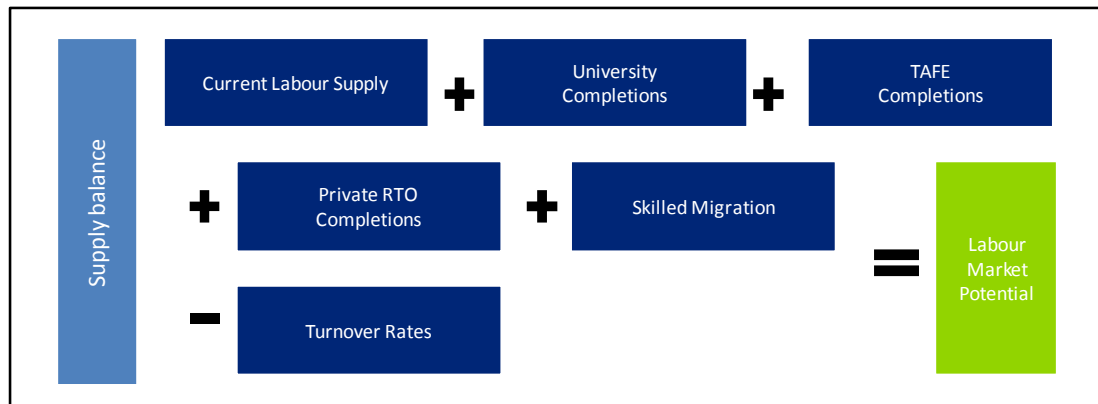 Supply balance
Current Labour Supply
+
University
Completions
+
TAFE
Completions
+
Private RTO
Completions
+
Skilled Migration
-
Turnover Rates
=
Labour
Market
Potential